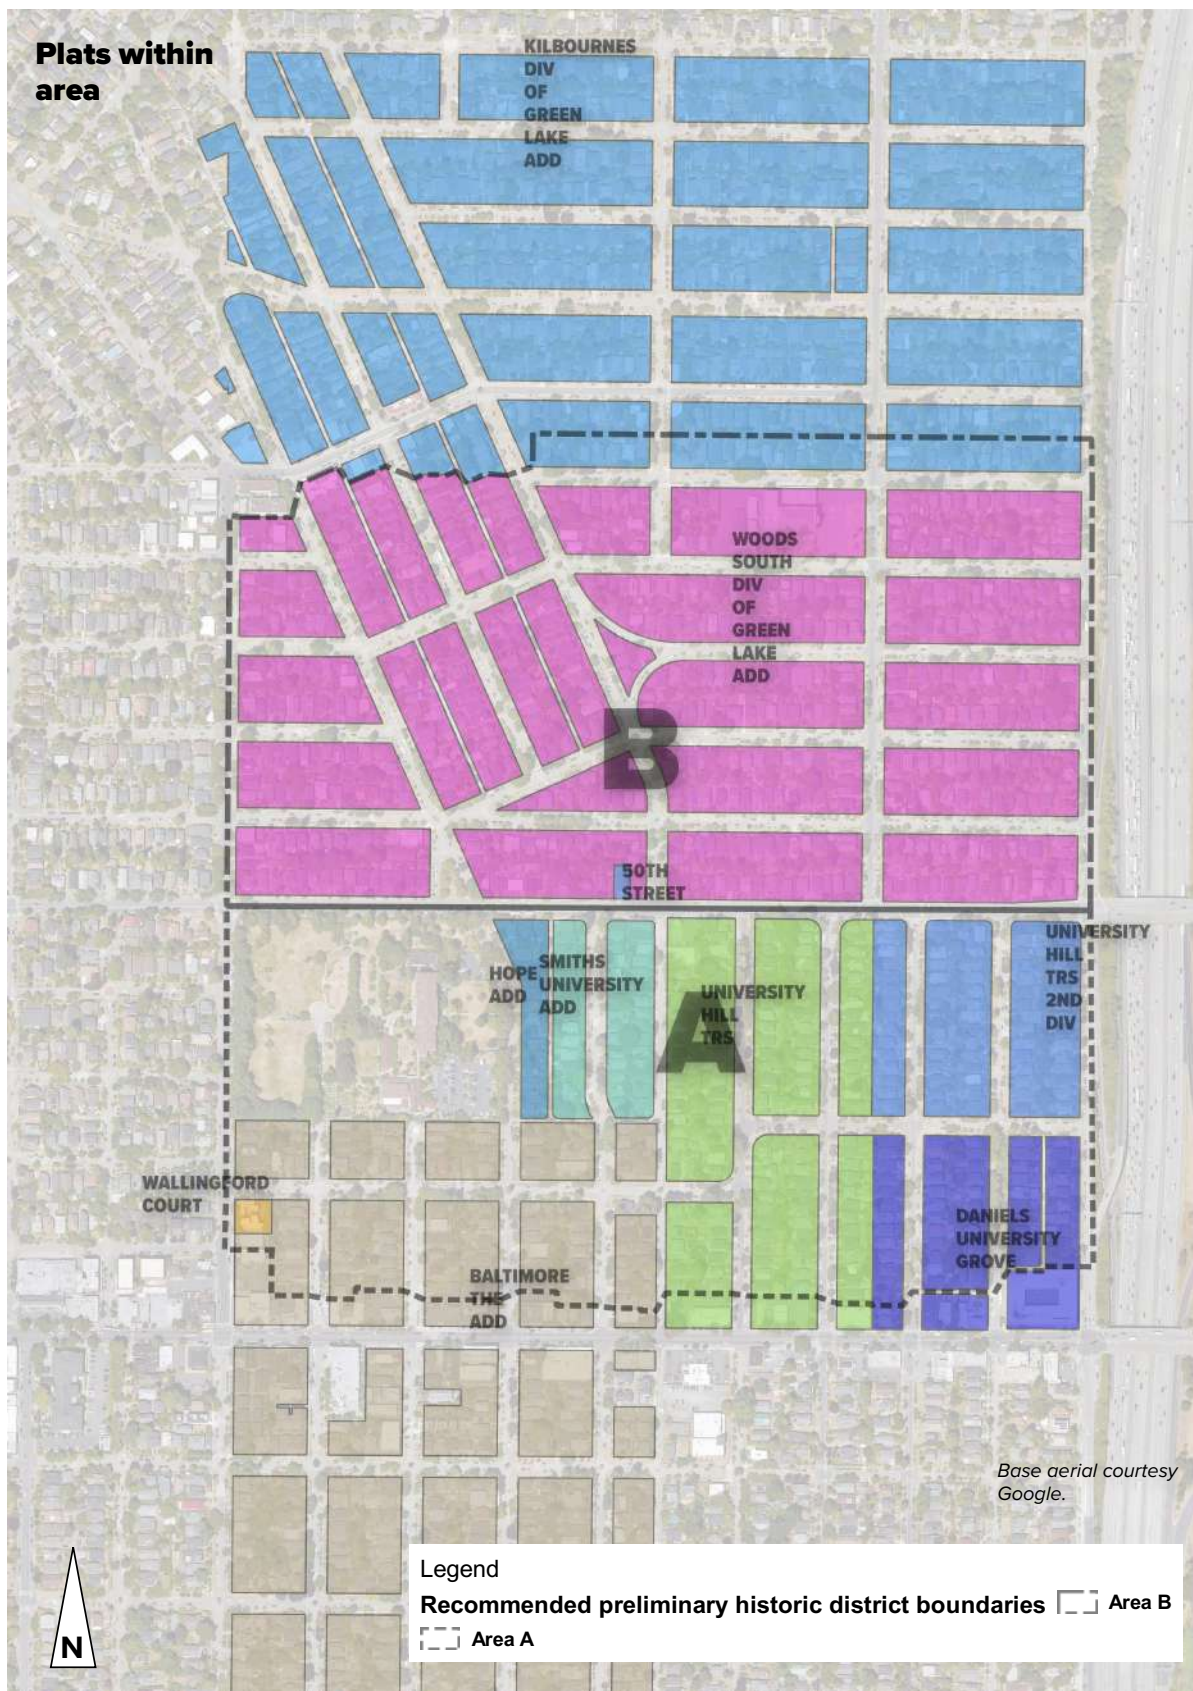 Plats within
area
KILBOURNES
DIV
OF
GREEN
LAKE
ADD
WOODS
SOUTH
DIV
OF
GREEN
LAKE
ADD
B
50TH
STREET
HOPE
ADD
SMITHS
UNIVERSITY
ADD
UNIVERSITY
HILL
TRS
A
UNIVERSITY
HILL
TRS
2ND
DIV
WALLINGFORD
COURT
DANIELS
UNIVERSITY
GROVE
BALTIMORE
THE
ADD
Base aerial courtesy
Google.
N
Legend
Recommended preliminary historic district boundaries Area B
Area A